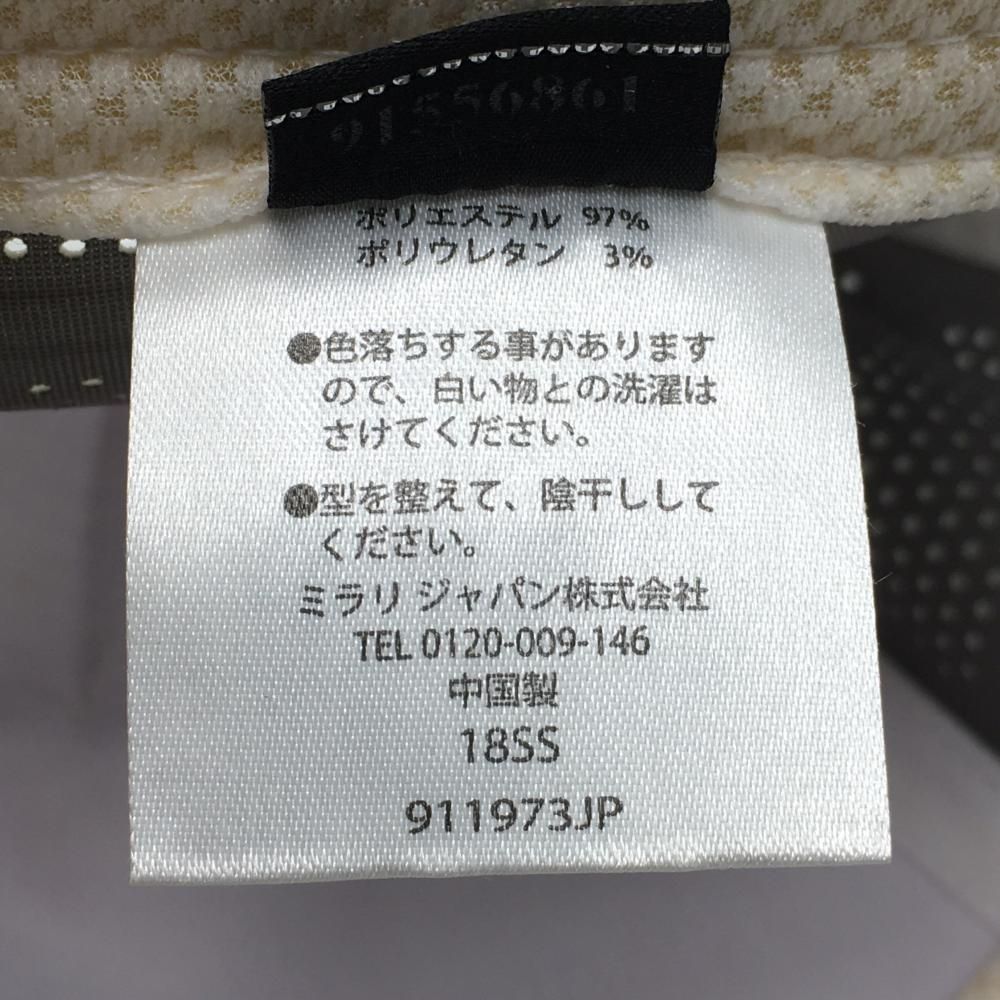 91556861
ポリエステル 97%
ポリウレタン 3%
●色落ちする事があります
ので、白い物との洗濯は
さけてください。
●型を整えて、陰干しして
ください。
ミラリ ジャパン株式会社
TEL 0120-009-146
中国製
18SS
911973JP